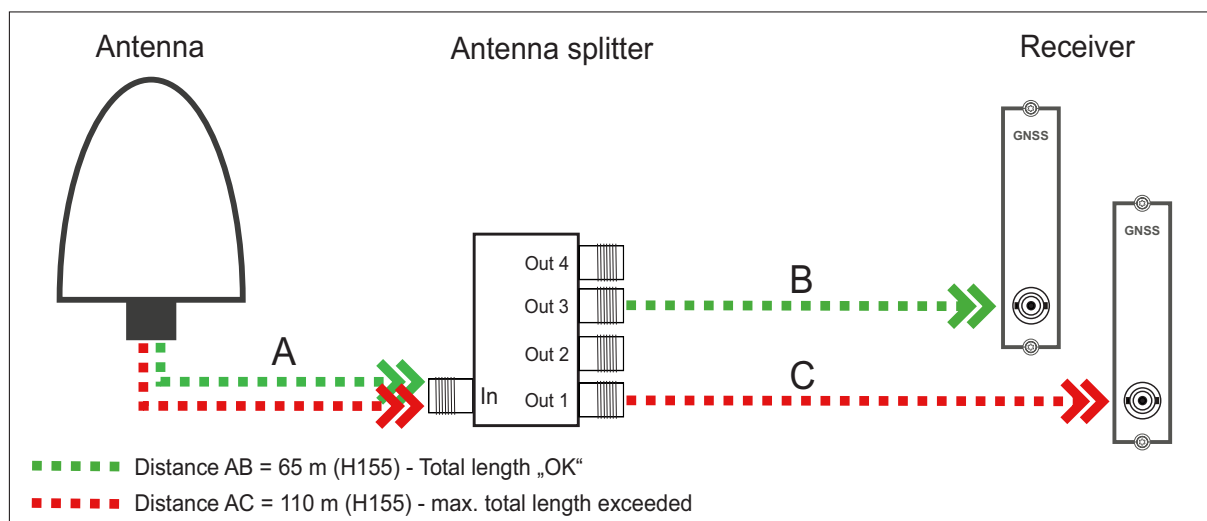 Antenna
Antenna splitter
Receiver
GNSS
GNSS
Out 4
Out 3
Out 2
Out 1
In
A
B
C
Distance AB = 65 m (H155) - Total length „OK“
Distance AC = 110 m (H155) - max. total length exceeded